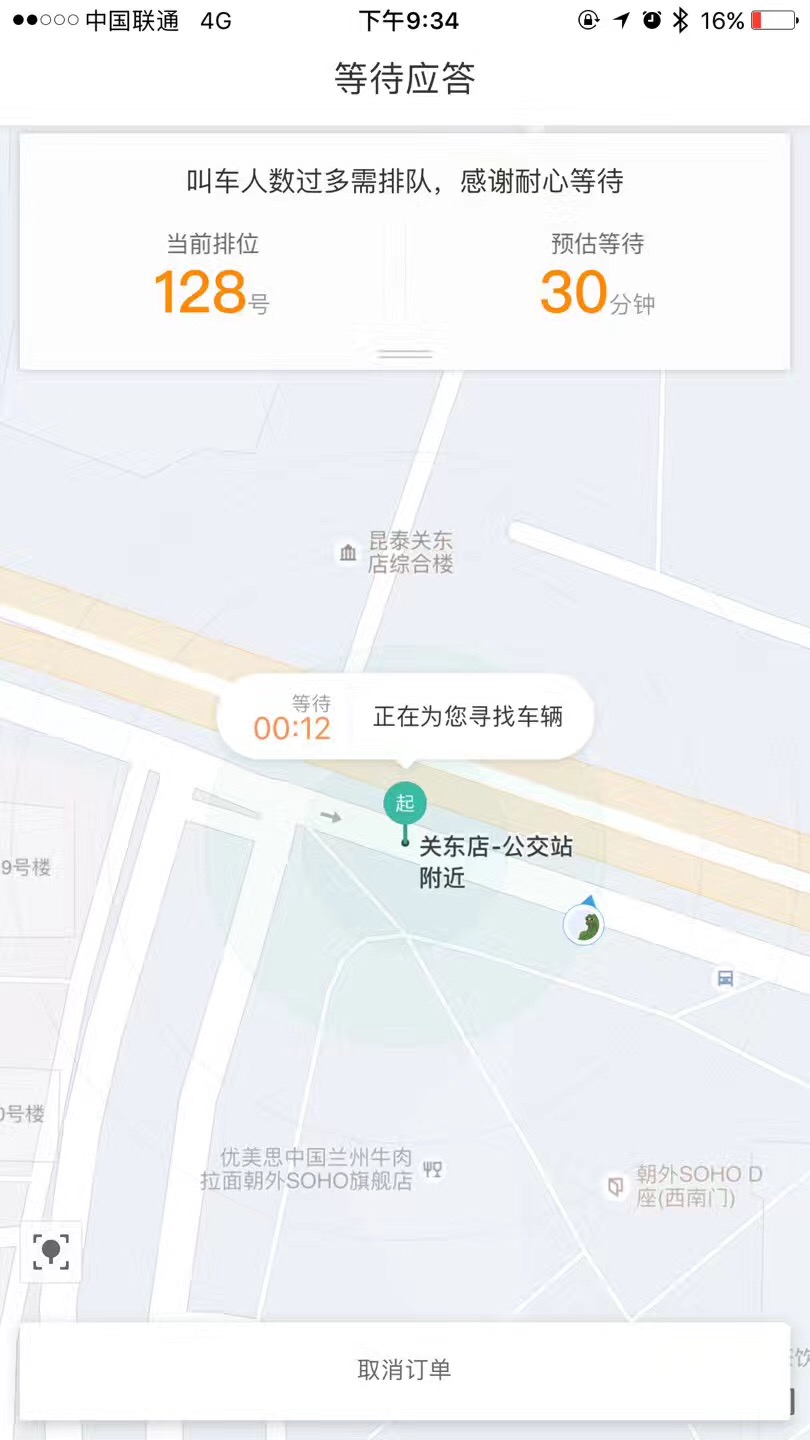 中国联通 4G 下午9:34 16%
等待应答
叫车人数过多需排队，感谢耐心等待
当前排位 预估等待
128号 30分钟
昆泰关东
店综合楼
等待
00:12 正在为您寻找车辆
起
关东店-公交站
附近
9号楼
号楼
优美思中国兰州牛肉
拉面朝外SOHO旗舰店
朝外SOHO D
座(西南门)
取消订单
饮